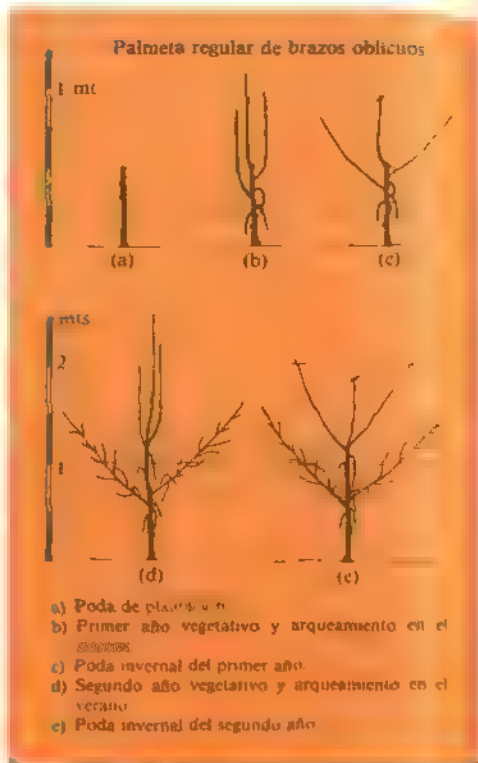 Palmeta regular de brazos oblicuos
1 mt
(a)
(b)
(c)
mts
2
1
(d)
(e)
a) Poda de
b) Primer año vegetativo y arqueamiento en el
c) Poda invernal del primer año.
d) Segundo año vegetativo y arqueamiento en el
verano
e) Poda invernal del segundo año